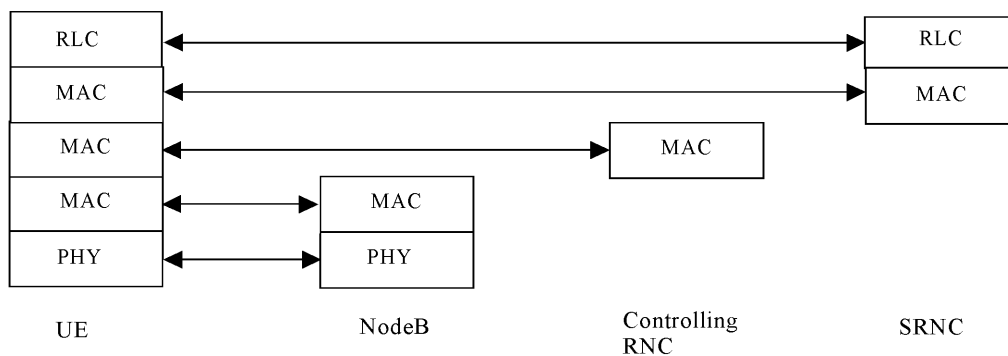 RLC RLC
MAC MAC
MAC MAC
MAC MAC
PHY PHY
UE NodeB Controlling RNC SRNC